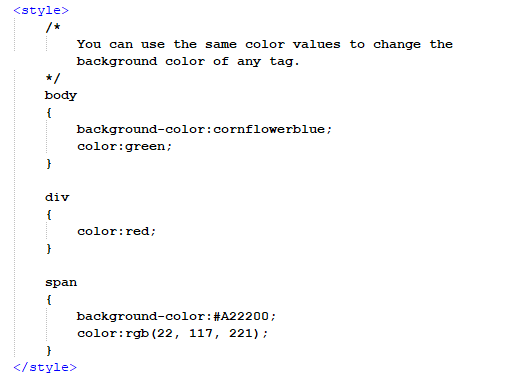 <style>
/*
You can use the same color values to change the
background color of any tag.
*/
body
{
background-color:cornflowerblue;
color:green;
}
div
{
color:red;
}
span
{
background-color:#A22200;
color:rgb(22, 117, 221);
}
</style>